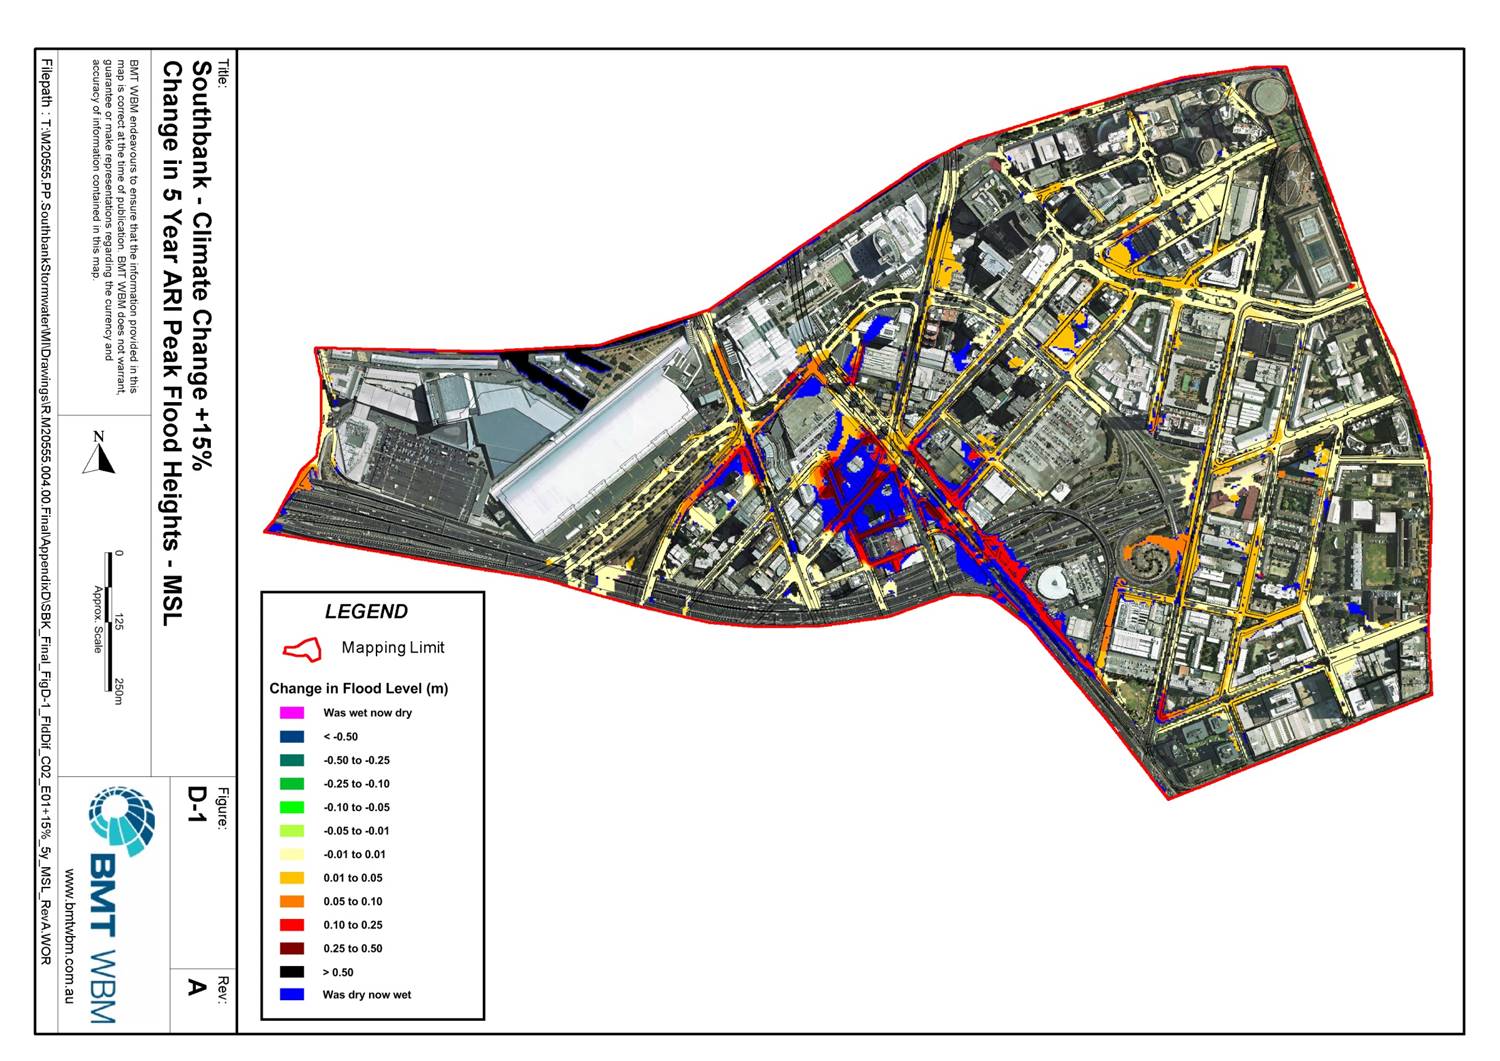 Title:
Southbank - Climate Change +15%
Change in 5 Year ARI Peak Flood Heights - MSL
BMT WBM endeavours to ensure that the information provided in this
map is correct at the time of publication. BMT WBM does not warrant,
guarantee or make representations regarding the currency and
accuracy of information contained in this map.
N
0
125
250m
Approx. Scale
Figure:
D-1
Rev:
A
BMT WBM
www.bmtwbm.com.au
Filepath : T:\M20555.PP.SouthbankStormwater\MI\Drawings\R.M20555.004.00.Final\AppendixD\SBK_Final_FigD-1_FldDif_C02_E01+15%_5y_MSL_RevA.WOR
LEGEND
Mapping Limit
Change in Flood Level (m)
Was wet now dry
< -0.50
-0.50 to -0.25
-0.25 to -0.10
-0.10 to -0.05
-0.05 to -0.01
-0.01 to 0.01
0.01 to 0.05
0.05 to 0.10
0.10 to 0.25
0.25 to 0.50
> 0.50
Was dry now wet